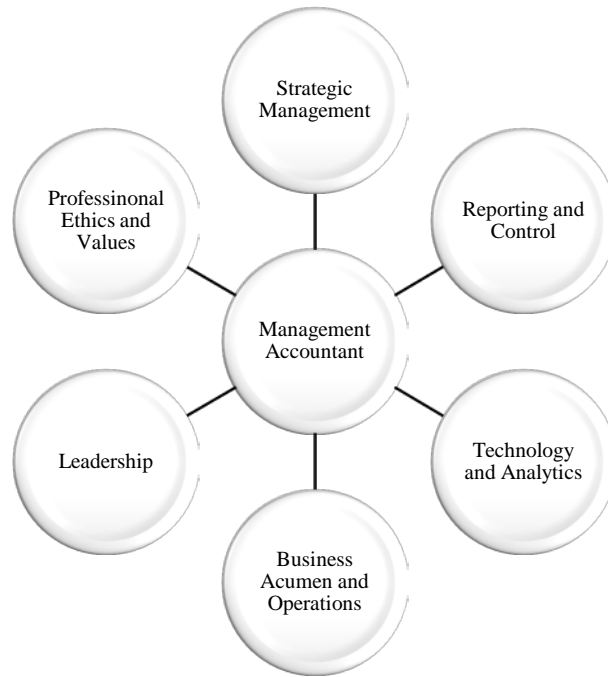 Strategic
Management
Professinonal
Ethics and
Values
Reporting and
Control
Management
Accountant
Leadership
Technology
and Analytics
Business
Acumen and
Operations